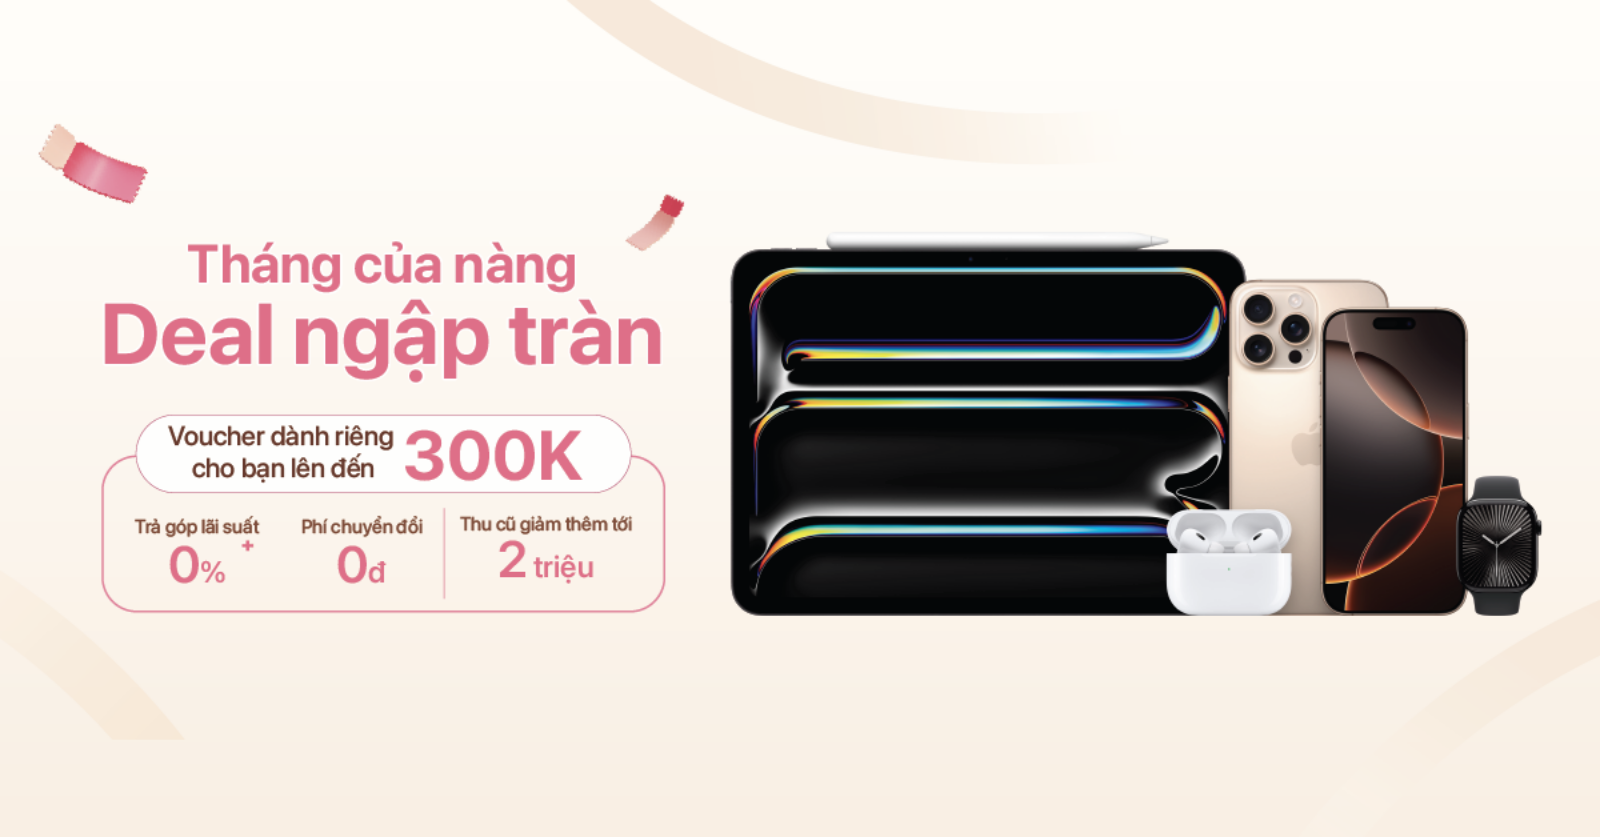 Tháng của nàng
Deal ngập tràn
Voucher dành riêng
cho bạn lên đến
300K
Trả góp lãi suất
0%
+
Phí chuyển đổi
0đ
Thu cũ giảm thêm tới
2 triệu